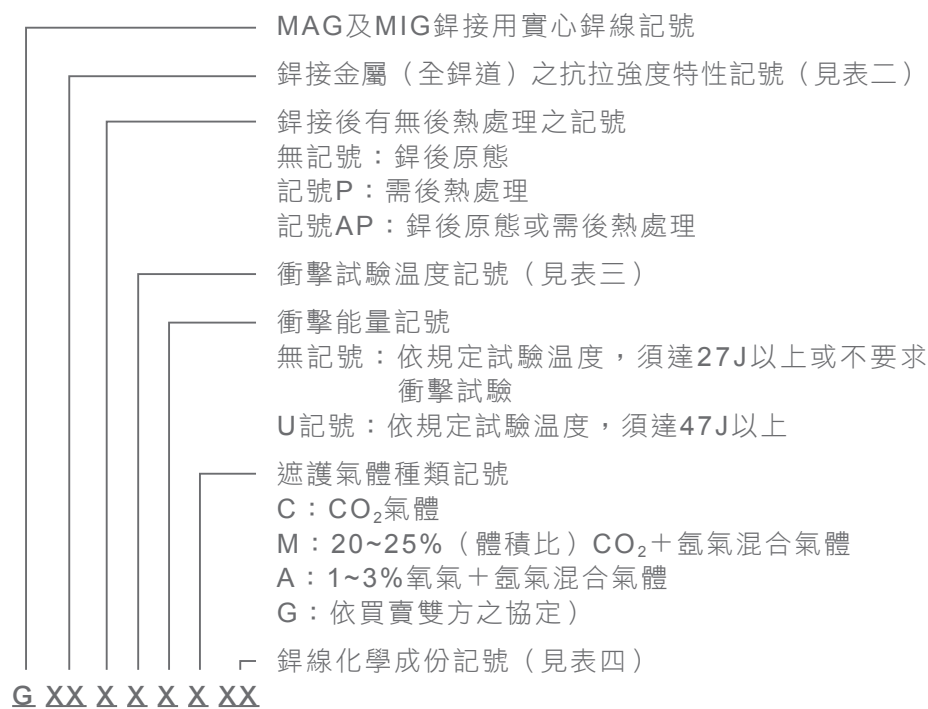 MAG及MIG銲接用實心銲線記號
銲接金屬（全銲道）之抗拉強度特性記號（見表二）
銲接後有無後熱處理之記號
無記號：銲後原態
記號P：需後熱處理
記號AP：銲後原態或需後熱處理
衝擊試驗温度記號（見表三）
衝擊能量記號
無記號：依規定試驗温度，須達27J以上或不要求
衝擊試驗
U記號：依規定試驗温度，須達47J以上
遮護氣體種類記號
C：CO₂氣體
M：20~25%（體積比）CO₂＋氬氣混合氣體
A：1~3%氧氣＋氬氣混合氣體
G：依買賣雙方之協定）
銲線化學成份記號（見表四）
G XX X X X X XX